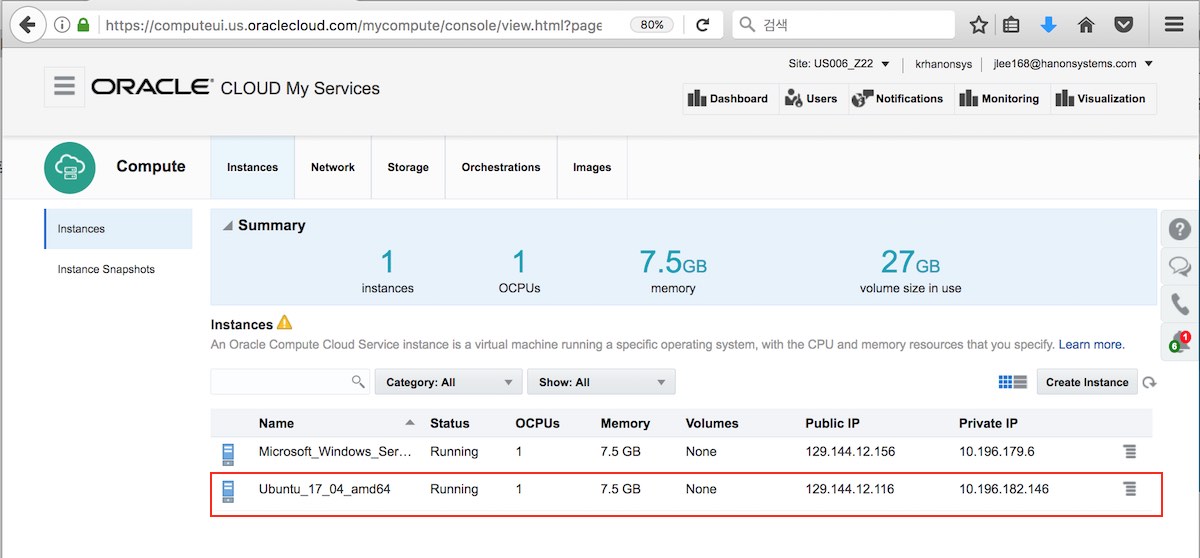 https://computeui.us.oraclecloud.com/mycompute/console/view.html?page
80%
검색
Site: US006_Z22
krhanonsys
jlee168@hanonsystems.com
ORACLE CLOUD My Services
Dashboard
Users
Notifications
Monitoring
Visualization
Compute
Instances
Network
Storage
Orchestrations
Images
Instances
Instance Snapshots
Summary
1
instances
1
OCPUs
7.5GB
memory
27GB
volume size in use
1
6
Instances
An Oracle Compute Cloud Service instance is a virtual machine running a specific operating system, with the CPU and memory resources that you specify. Learn more.
Category: All
Show: All
Create Instance
Name Status OCPUs Memory Volumes Public IP Private IP
Microsoft_Windows_Ser... Running 1 7.5 GB None 129.144.12.156 10.196.179.6
Ubuntu_17_04_amd64 Running 1 7.5 GB None 129.144.12.116 10.196.182.146